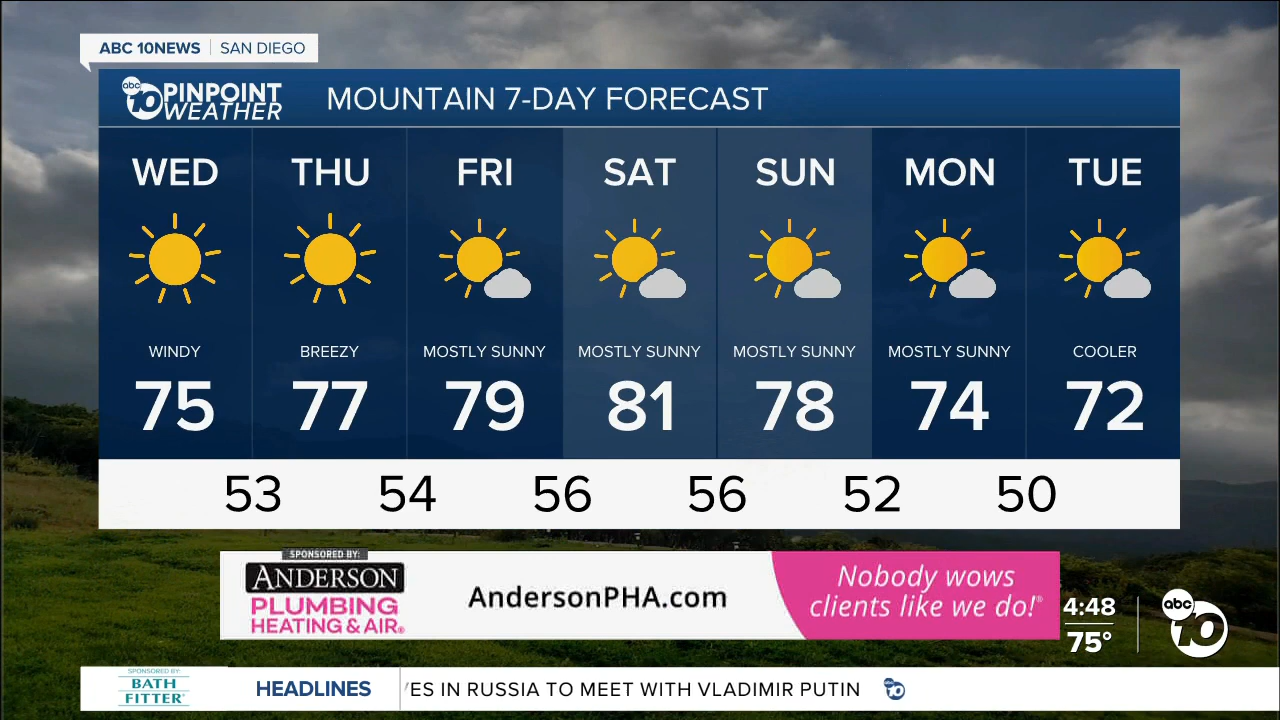 ABC 10NEWS | SAN DIEGO
abc 10 PINPOINT WEATHER
MOUNTAIN 7-DAY FORECAST
WED THU FRI SAT SUN MON TUE
WINDY BREEZY MOSTLY SUNNY MOSTLY SUNNY MOSTLY SUNNY MOSTLY SUNNY COOLER
75 77 79 81 78 74 72
53 54 56 56 52 50
SPONSORED BY:
ANDERSON
PLUMBING
HEATING & AIR®
AndersonPHA.com
Nobody wows
clients like we do!®
4:48
75°
abc 10
SPONSORED BY:
BATH
FITTER®
HEADLINES
ES IN RUSSIA TO MEET WITH VLADIMIR PUTIN